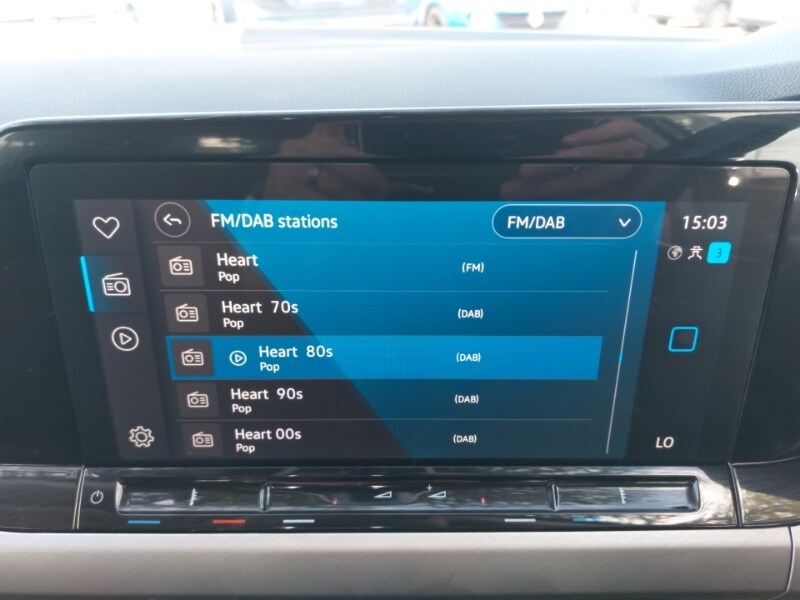 FM/DAB stations
FM/DAB
15:03
3
Heart
Pop
(FM)
Heart 70s
Pop
(DAB)
Heart 80s
Pop
(DAB)
Heart 90s
Pop
(DAB)
Heart 00s
Pop
(DAB)
LO